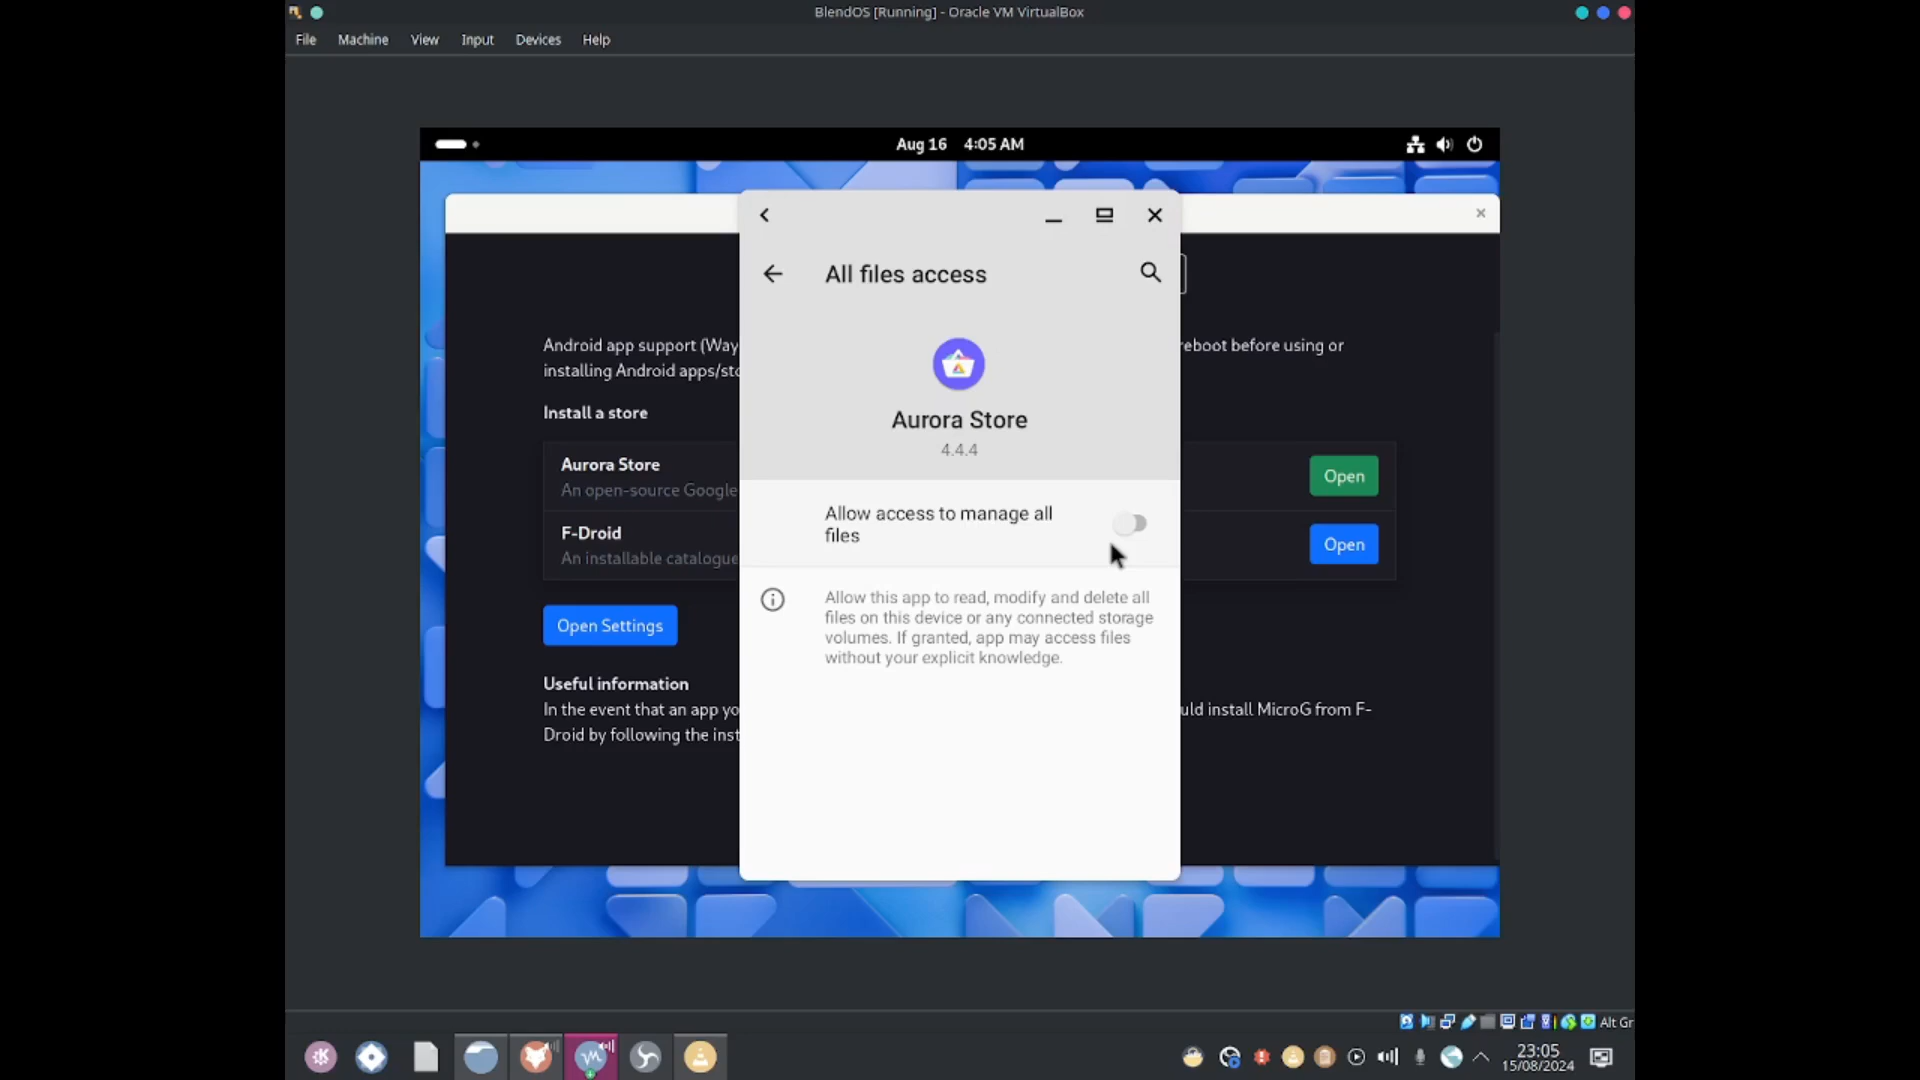 BlendOS [Running] - Oracle VM VirtualBox
File Machine View Input Devices Help
Aug 16 4:05 AM
All files access
Android app support (Way
reboot before using or
installing Android apps/sto
Install a store
Aurora Store
4.4.4
Aurora Store
An open-source Google
Open
Allow access to manage all
files
F-Droid
An installable catalogue
Open
Allow this app to read, modify and delete all
files on this device or any connected storage
volumes. If granted, app may access files
without your explicit knowledge.
Open Settings
Useful information
In the event that an app yo
uld install MicroG from F-
Droid by following the inst
Alt Gr
23:05
15/08/2024